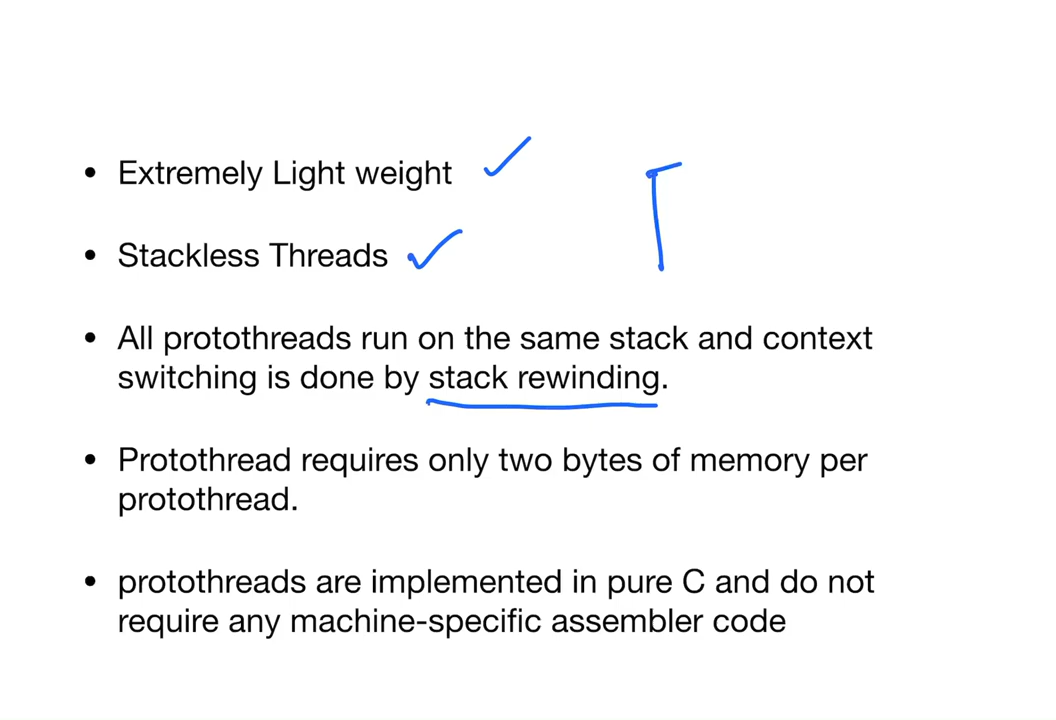 • Extremely Light weight
• Stackless Threads
• All protothreads run on the same stack and context
switching is done by stack rewinding.
• Protothread requires only two bytes of memory per
protothread.
• protothreads are implemented in pure C and do not
require any machine-specific assembler code